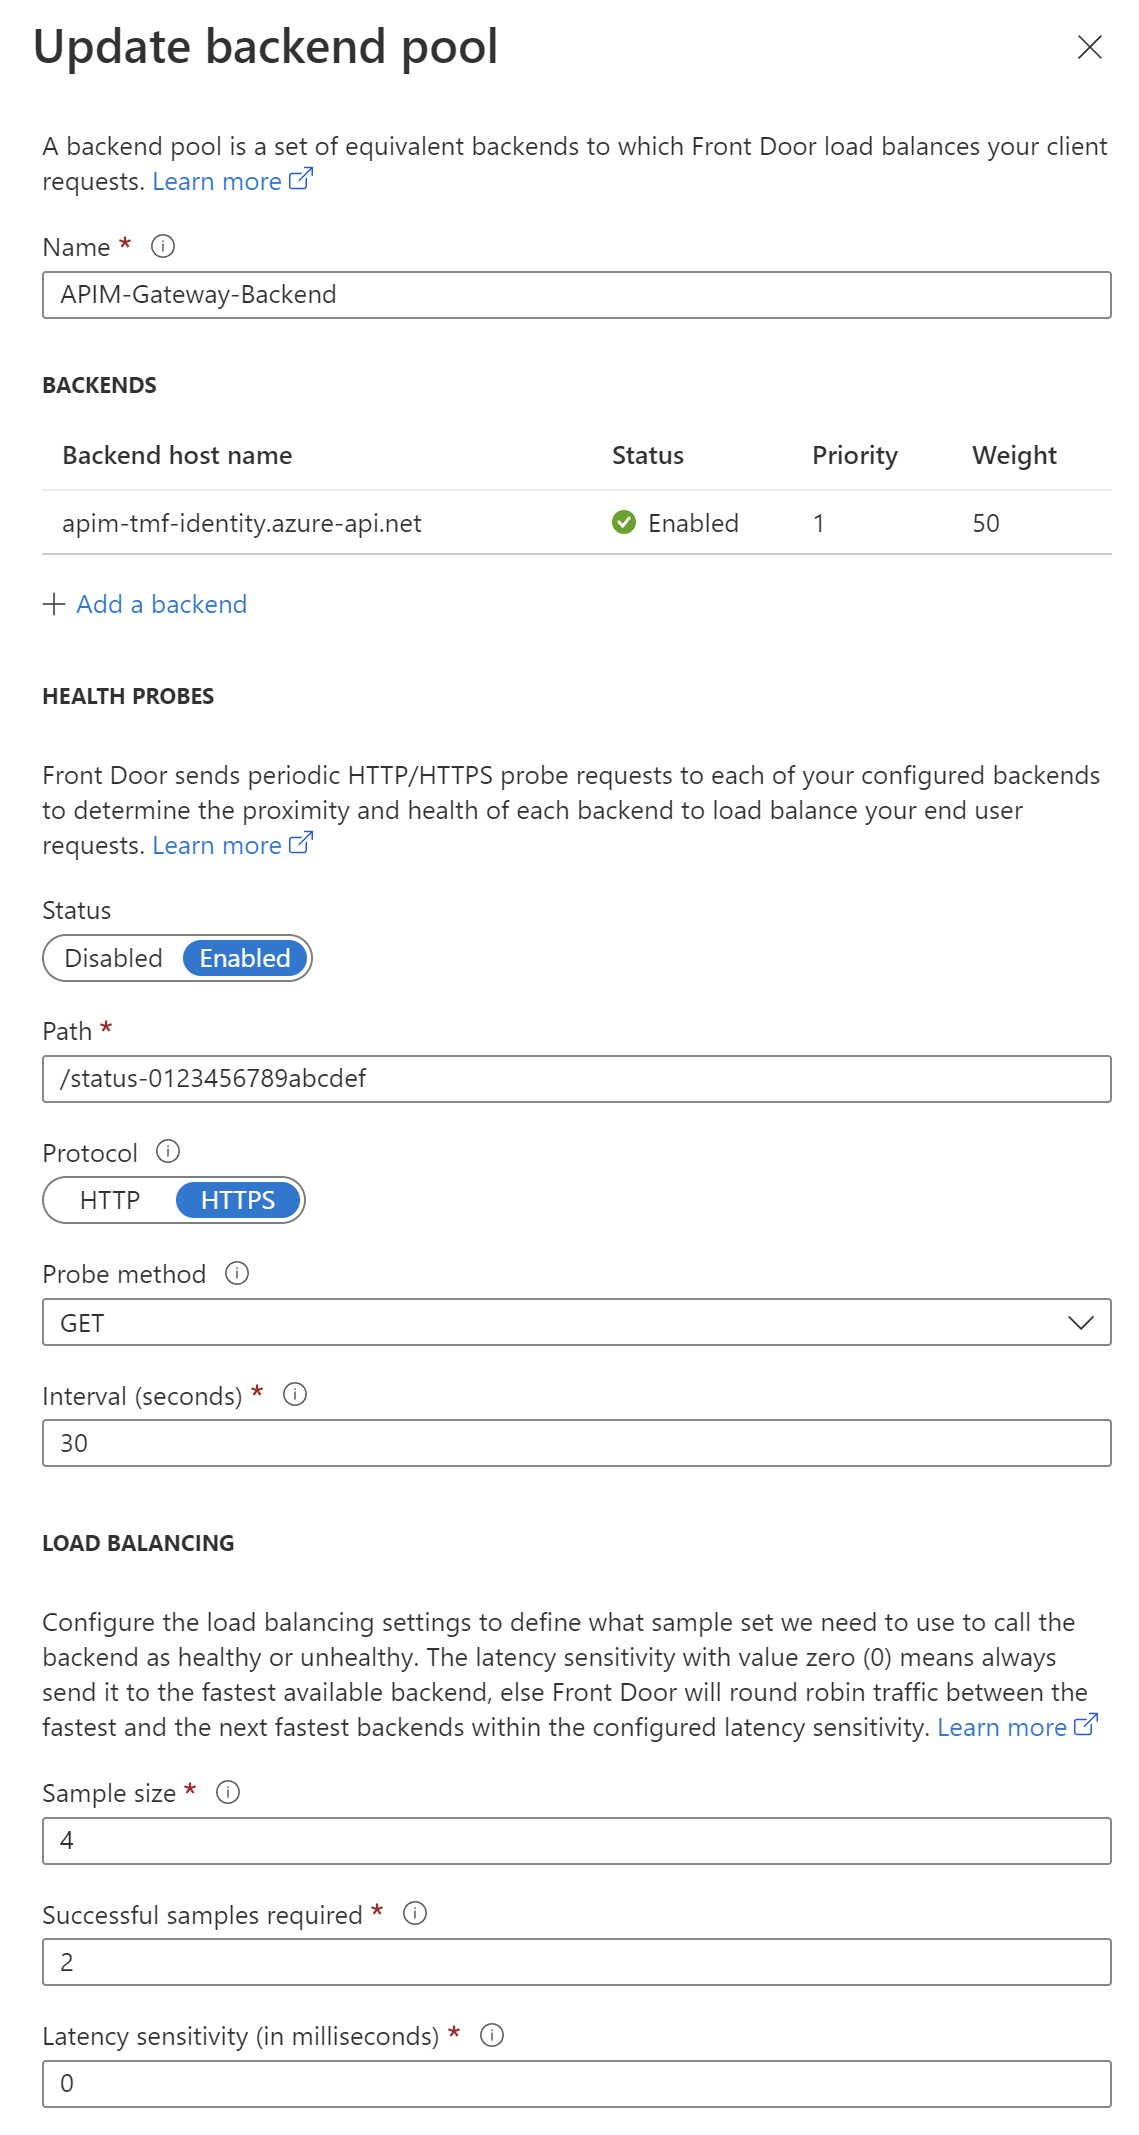 Update backend pool
A backend pool is a set of equivalent backends to which Front Door load balances your client
requests. Learn more
Name *
APIM-Gateway-Backend
BACKENDS
Backend host name Status Priority Weight
apim-tmf-identity.azure-api.net Enabled 1 50
Add a backend
HEALTH PROBES
Front Door sends periodic HTTP/HTTPS probe requests to each of your configured backends
to determine the proximity and health of each backend to load balance your end user
requests. Learn more
Status
Disabled Enabled
Path *
/status-0123456789abcdef
Protocol
HTTP HTTPS
Probe method
GET
Interval (seconds) *
30
LOAD BALANCING
Configure the load balancing settings to define what sample set we need to use to call the
backend as healthy or unhealthy. The latency sensitivity with value zero (0) means always
send it to the fastest available backend, else Front Door will round robin traffic between the
fastest and the next fastest backends within the configured latency sensitivity. Learn more
Sample size *
4
Successful samples required *
2
Latency sensitivity (in milliseconds) *
0